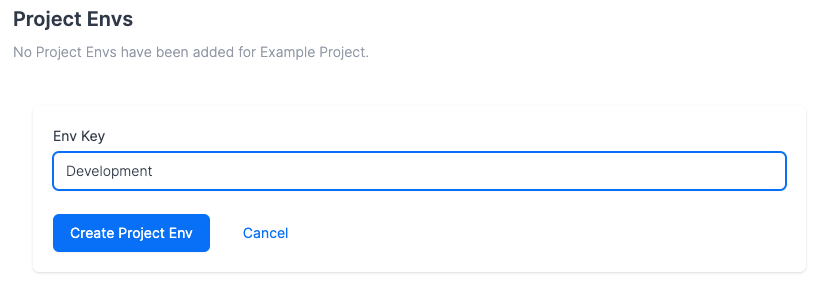 Project Envs
No Project Envs have been added for Example Project.
Env Key
Development
Create Project Env Cancel